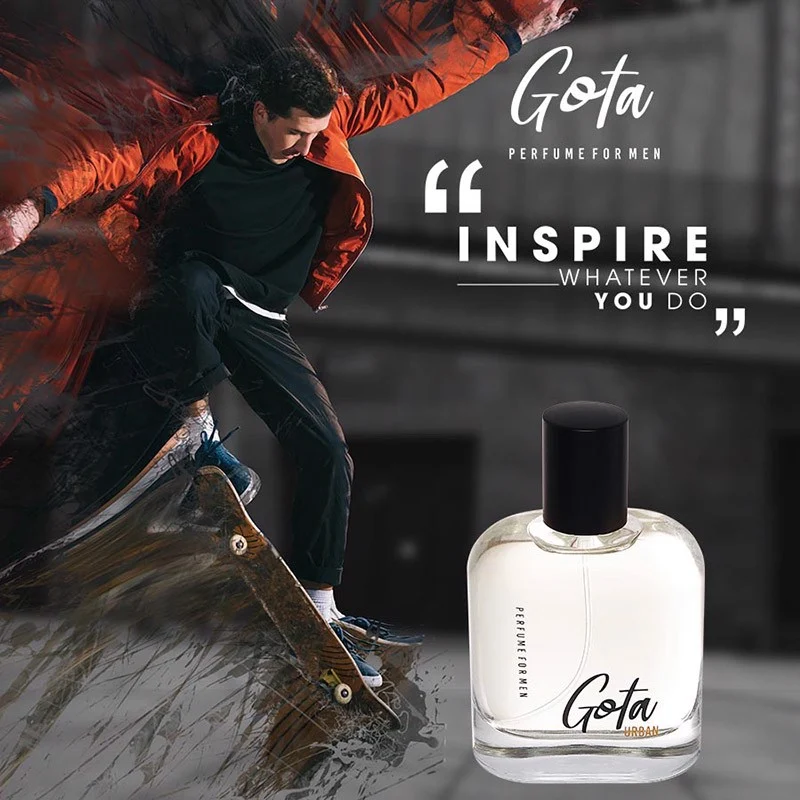 Gota
PERFUME FOR MEN
“
INSPIRE
WHATEVER
YOU DO
”
PERFUME FOR MEN
Gota
URBAN